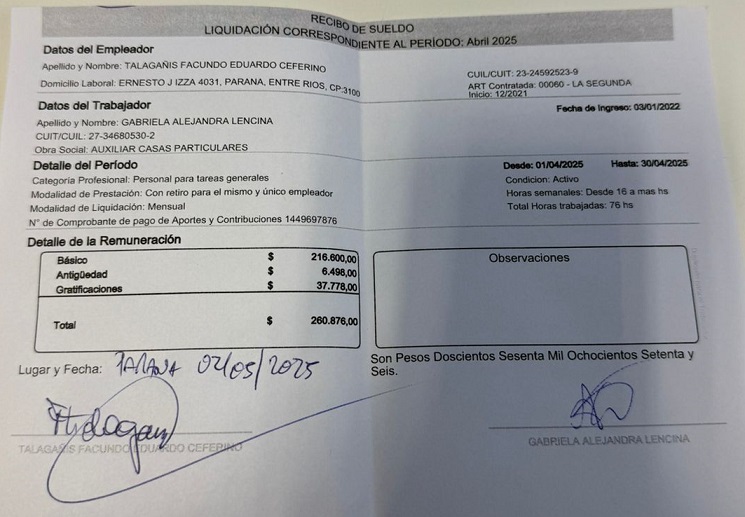 RECIBO DE SUELDO
LIQUIDACIÓN CORRESPONDIENTE AL PERÍODO: Abril 2025
Datos del Empleador
Apellido y Nombre: TALAGAÑIS FACUNDO EDUARDO CEFERINO
CUIL/CUIT: 23-24592523-9
Domicilio Laboral: ERNESTO J IZZA 4031, PARANA, ENTRE RIOS, CP:3100
ART Contratada: 00060 - LA SEGUNDA
Inicio: 12/2021
Datos del Trabajador
Fecha de Ingreso: 03/01/2022
Apellido y Nombre: GABRIELA ALEJANDRA LENCINA
CUIT/CUIL: 27-34680530-2
Obra Social: AUXILIAR CASAS PARTICULARES
Detalle del Período
Desde: 01/04/2025 Hasta: 30/04/2025
Categoría Profesional: Personal para tareas generales
Condicion: Activo
Modalidad de Prestación: Con retiro para el mismo y único empleador
Horas semanales: Desde 16 a mas hs
Modalidad de Liquidación: Mensual
Total Horas trabajadas: 76 hs
N° de Comprobante de pago de Aportes y Contribuciones 1449697876
Detalle de la Remuneración
Básico $ 216.600,00
Antigüedad $ 6.498,00
Gratificaciones $ 37.778,00
Total $ 260.876,00
Observaciones
Son Pesos Doscientos Sesenta Mil Ochocientos Setenta y
Seis.
Lugar y Fecha: PARANA 02/05/2025
TALAGAÑIS FACUNDO EDUARDO CEFERINO
GABRIELA ALEJANDRA LENCINA